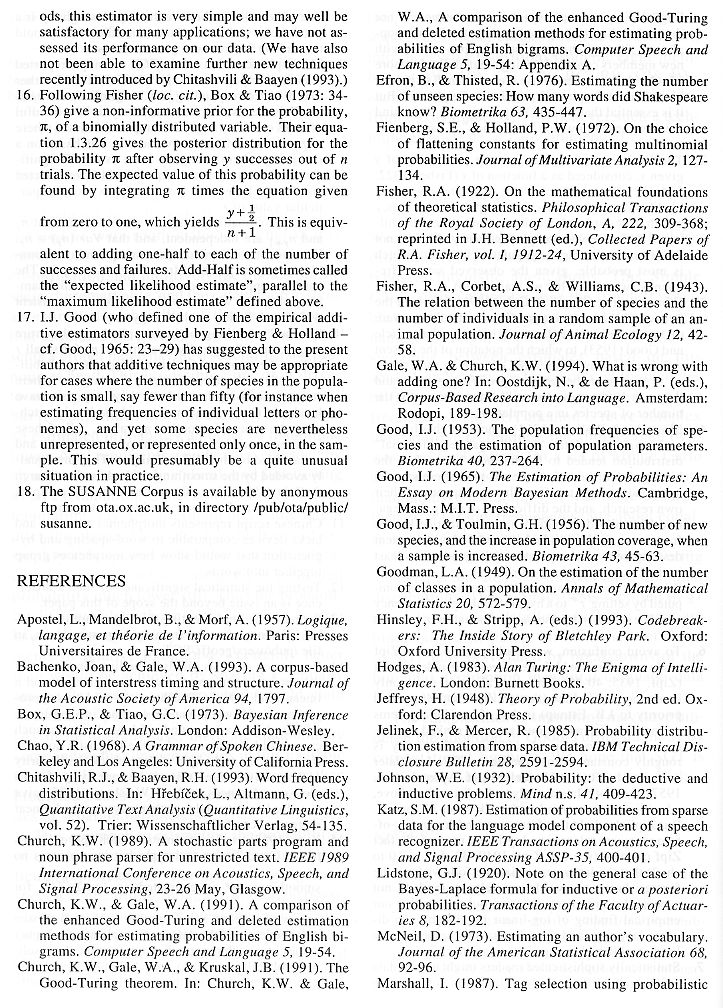 ods, this estimator is very simple and may well be
satisfactory for many applications; we have not as-
sessed its performance on our data. (We have also
not been able to examine further new techniques
recently introduced by Chitashvili & Baayen (1993).)
16. Following Fisher (loc. cit.), Box & Tiao (1973: 34-
36) give a non-informative prior for the probability,
π, of a binomially distributed variable. Their equa-
tion 1.3.26 gives the posterior distribution for the
probability π after observing y successes out of n
trials. The expected value of this probability can be
found by integrating π times the equation given
from zero to one, which yields (y + 1/2)/(n + 1). This is equiv-
alent to adding one-half to each of the number of
successes and failures. Add-Half is sometimes called
the “expected likelihood estimate”, parallel to the
“maximum likelihood estimate” defined above.
17. I.J. Good (who defined one of the empirical addi-
tive estimators surveyed by Fienberg & Holland –
cf. Good, 1965: 23–29) has suggested to the present
authors that additive techniques may be appropriate
for cases where the number of species in the popula-
tion is small, say fewer than fifty (for instance when
estimating frequencies of individual letters or pho-
nemes), and yet some species are nevertheless
unrepresented, or represented only once, in the sam-
ple. This would presumably be a quite unusual
situation in practice.
18. The SUSANNE Corpus is available by anonymous
ftp from ota.ox.ac.uk, in directory /pub/ota/public/
susanne.
REFERENCES
Apostel, L., Mandelbrot, B., & Morf, A. (1957). Logique,
langage, et théorie de l'information. Paris: Presses
Universitaires de France.
Bachenko, Joan, & Gale, W.A. (1993). A corpus-based
model of interstress timing and structure. Journal of
the Acoustic Society of America 94, 1797.
Box, G.E.P., & Tiao, G.C. (1973). Bayesian Inference
in Statistical Analysis. London: Addison-Wesley.
Chao, Y.R. (1968). A Grammar of Spoken Chinese. Ber-
keley and Los Angeles: University of California Press.
Chitashvili, R.J., & Baayen, R.H. (1993). Word frequency
distributions. In: Hřebíček, L., Altmann, G. (eds.),
Quantitative Text Analysis (Quantitative Linguistics,
vol. 52). Trier: Wissenschaftlicher Verlag, 54-135.
Church, K.W. (1989). A stochastic parts program and
noun phrase parser for unrestricted text. IEEE 1989
International Conference on Acoustics, Speech, and
Signal Processing, 23-26 May, Glasgow.
Church, K.W., & Gale, W.A. (1991). A comparison of
the enhanced Good-Turing and deleted estimation
methods for estimating probabilities of English bi-
grams. Computer Speech and Language 5, 19-54.
Church, K.W., Gale, W.A., & Kruskal, J.B. (1991). The
Good-Turing theorem. In: Church, K.W. & Gale,
W.A., A comparison of the enhanced Good-Turing
and deleted estimation methods for estimating prob-
abilities of English bigrams. Computer Speech and
Language 5, 19-54: Appendix A.
Efron, B., & Thisted, R. (1976). Estimating the number
of unseen species: How many words did Shakespeare
know? Biometrika 63, 435-447.
Fienberg, S.E., & Holland, P.W. (1972). On the choice
of flattening constants for estimating multinomial
probabilities. Journal of Multivariate Analysis 2, 127-
134.
Fisher, R.A. (1922). On the mathematical foundations
of theoretical statistics. Philosophical Transactions
of the Royal Society of London, A, 222, 309-368;
reprinted in J.H. Bennett (ed.), Collected Papers of
R.A. Fisher, vol. I, 1912-24, University of Adelaide
Press.
Fisher, R.A., Corbet, A.S., & Williams, C.B. (1943).
The relation between the number of species and the
number of individuals in a random sample of an an-
imal population. Journal of Animal Ecology 12, 42-
58.
Gale, W.A. & Church, K.W. (1994). What is wrong with
adding one? In: Oostdijk, N., & de Haan, P. (eds.),
Corpus-Based Research into Language. Amsterdam:
Rodopi, 189-198.
Good, I.J. (1953). The population frequencies of spe-
cies and the estimation of population parameters.
Biometrika 40, 237-264.
Good, I.J. (1965). The Estimation of Probabilities: An
Essay on Modern Bayesian Methods. Cambridge,
Mass.: M.I.T. Press.
Good, I.J., & Toulmin, G.H. (1956). The number of new
species, and the increase in population coverage, when
a sample is increased. Biometrika 43, 45-63.
Goodman, L.A. (1949). On the estimation of the number
of classes in a population. Annals of Mathematical
Statistics 20, 572-579.
Hinsley, F.H., & Stripp, A. (eds.) (1993). Codebreak-
ers: The Inside Story of Bletchley Park. Oxford:
Oxford University Press.
Hodges, A. (1983). Alan Turing: The Enigma of Intelli-
gence. London: Burnett Books.
Jeffreys, H. (1948). Theory of Probability, 2nd ed. Ox-
ford: Clarendon Press.
Jelinek, F., & Mercer, R. (1985). Probability distribu-
tion estimation from sparse data. IBM Technical Dis-
closure Bulletin 28, 2591-2594.
Johnson, W.E. (1932). Probability: the deductive and
inductive problems. Mind n.s. 41, 409-423.
Katz, S.M. (1987). Estimation of probabilities from sparse
data for the language model component of a speech
recognizer. IEEE Transactions on Acoustics, Speech,
and Signal Processing ASSP-35, 400-401.
Lidstone, G.J. (1920). Note on the general case of the
Bayes-Laplace formula for inductive or a posteriori
probabilities. Transactions of the Faculty of Actuar-
ies 8, 182-192.
McNeil, D. (1973). Estimating an author's vocabulary.
Journal of the American Statistical Association 68,
92-96.
Marshall, I. (1987). Tag selection using probabilistic